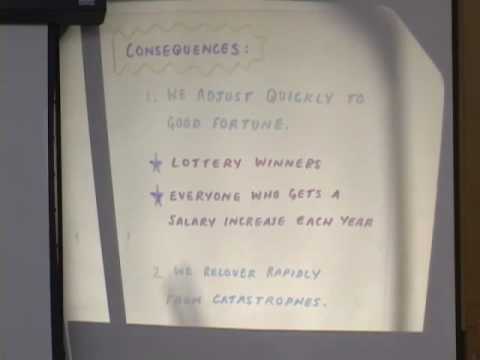 CONSEQUENCES:
1. WE ADJUST QUICKLY TO
GOOD FORTUNE.
★ LOTTERY WINNERS
★ EVERYONE WHO GETS A
SALARY INCREASE EACH YEAR
2. WE RECOVER RAPIDLY
FROM CATASTROPHES.